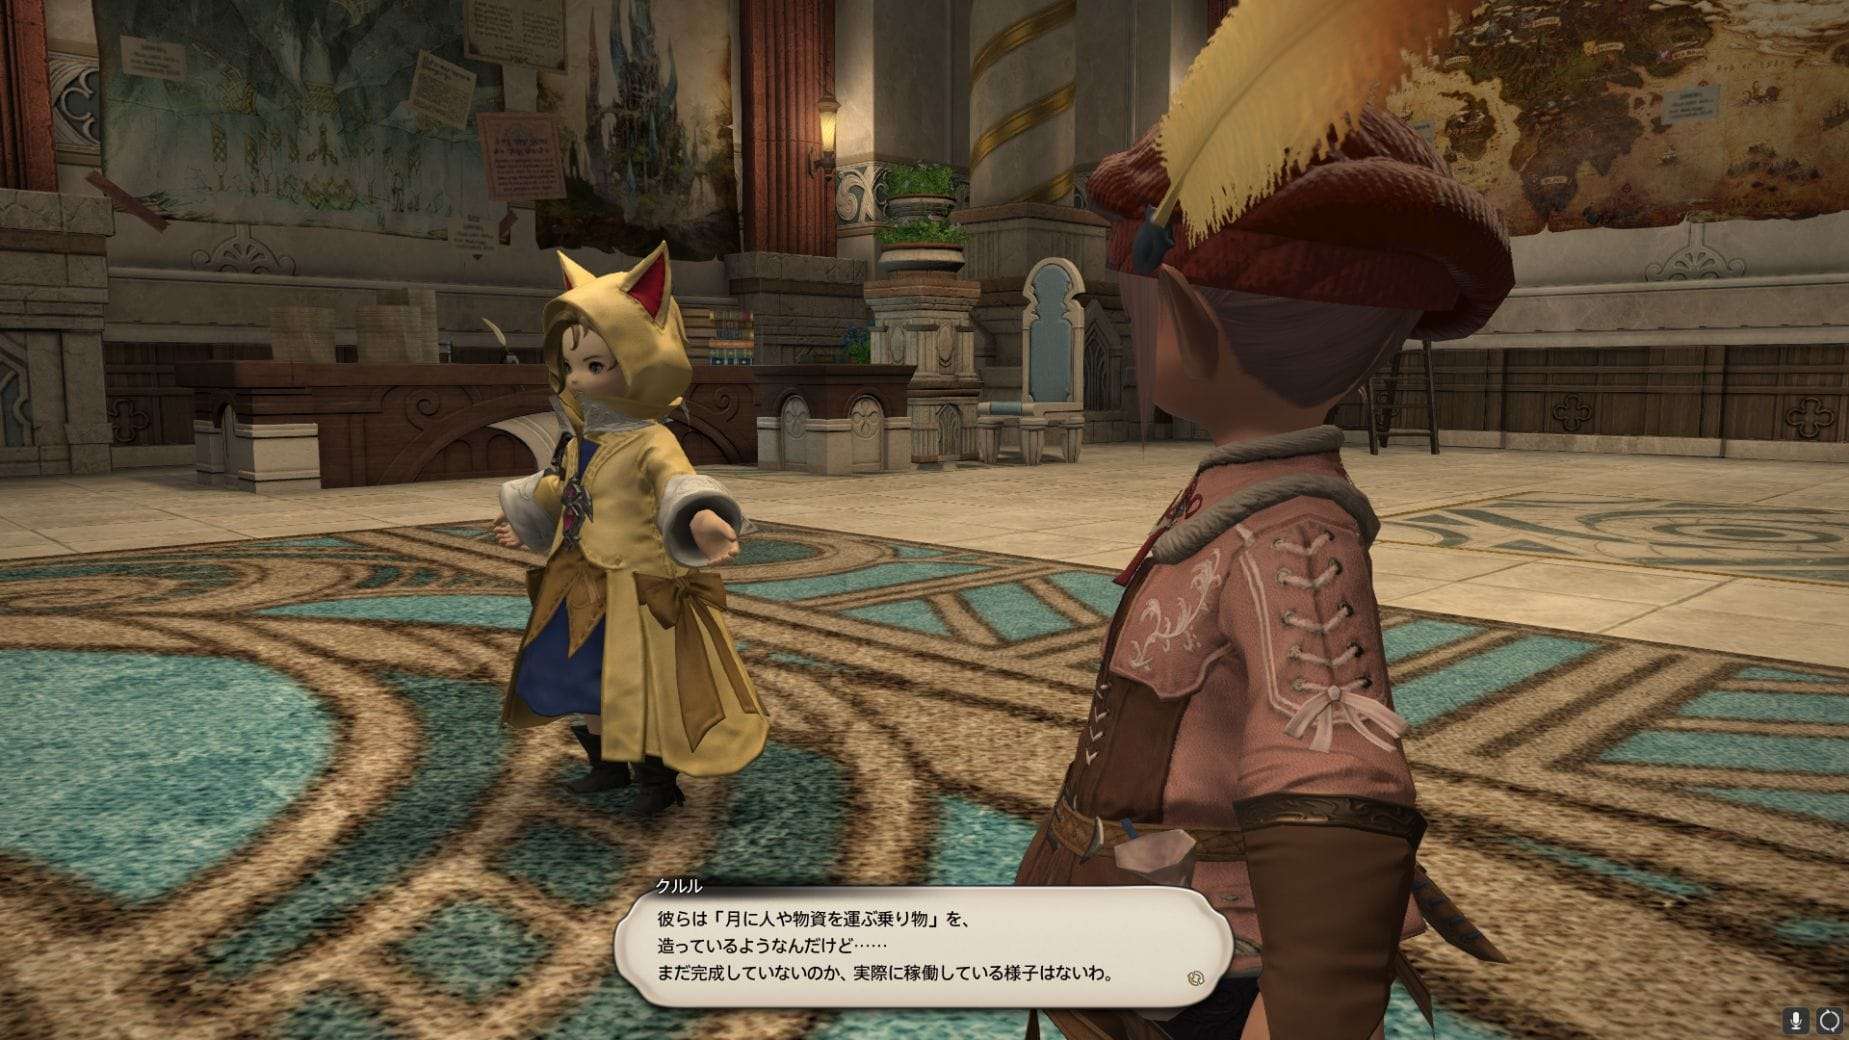 クルル
彼らは「月に人や物資を運ぶ乗り物」を、
造っているようなんだけど……
まだ完成していないのか、実際に稼働している様子はないわ。